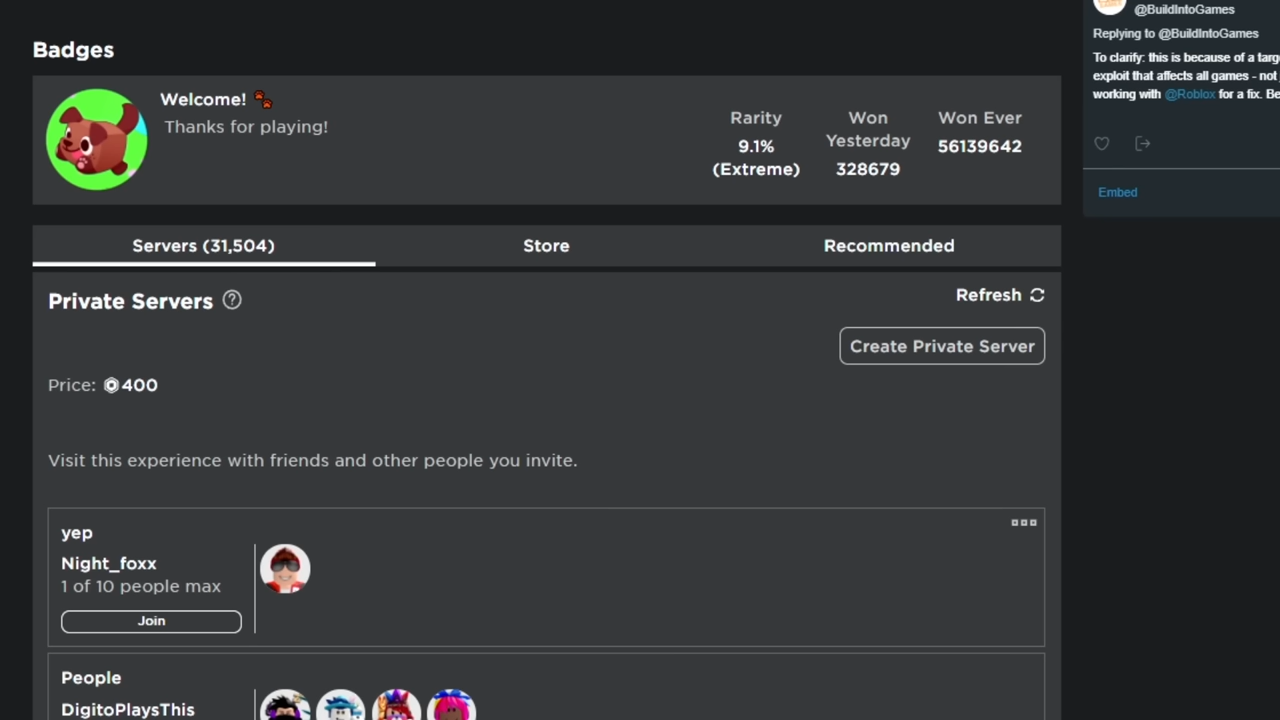 @BuildIntoGames
Replying to @BuildIntoGames
To clarify: this is because of a targ
exploit that affects all games - not
working with @Roblox for a fix. Be
Embed
Badges
Welcome!
Thanks for playing!
Rarity
9.1%
(Extreme)
Won
Yesterday
328679
Won Ever
56139642
Servers (31,504)
Store
Recommended
Private Servers
?
Refresh
Create Private Server
Price: 400
Visit this experience with friends and other people you invite.
yep
Night_foxx
1 of 10 people max
Join
People
DigitoPlaysThis